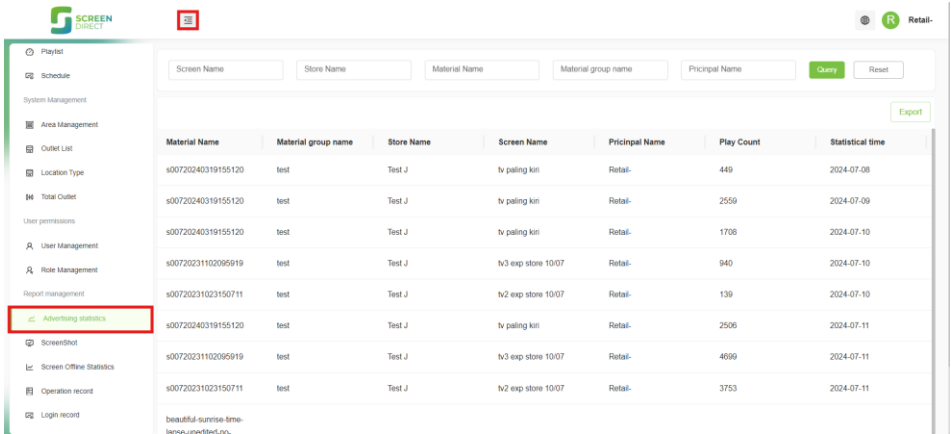 SCREEN
DIRECT
R Retail-
Playlist
Schedule
System Management
Area Management
Outlet List
Location Type
Total Outlet
User permissions
User Management
Role Management
Report management
Advertising statistics
ScreenShot
Screen Offline Statistics
Operation record
Login record
Screen Name Store Name Material Name Material group name Pricinpal Name Query Reset
Export
Material Name Material group name Store Name Screen Name Pricinpal Name Play Count Statistical time
s00720240319155120 test Test J tv paling kiri Retail- 449 2024-07-08
s00720240319155120 test Test J tv paling kiri Retail- 2559 2024-07-09
s00720240319155120 test Test J tv paling kiri Retail- 1708 2024-07-10
s00720231102095919 test Test J tv3 exp store 10/07 Retail- 940 2024-07-10
s00720231023150711 test Test J tv2 exp store 10/07 Retail- 139 2024-07-10
s00720240319155120 test Test J tv paling kiri Retail- 2506 2024-07-11
s00720231102095919 test Test J tv3 exp store 10/07 Retail- 4699 2024-07-11
s00720231023150711 test Test J tv2 exp store 10/07 Retail- 3753 2024-07-11
beautiful-sunrise-time-
lapse-unedited-no-